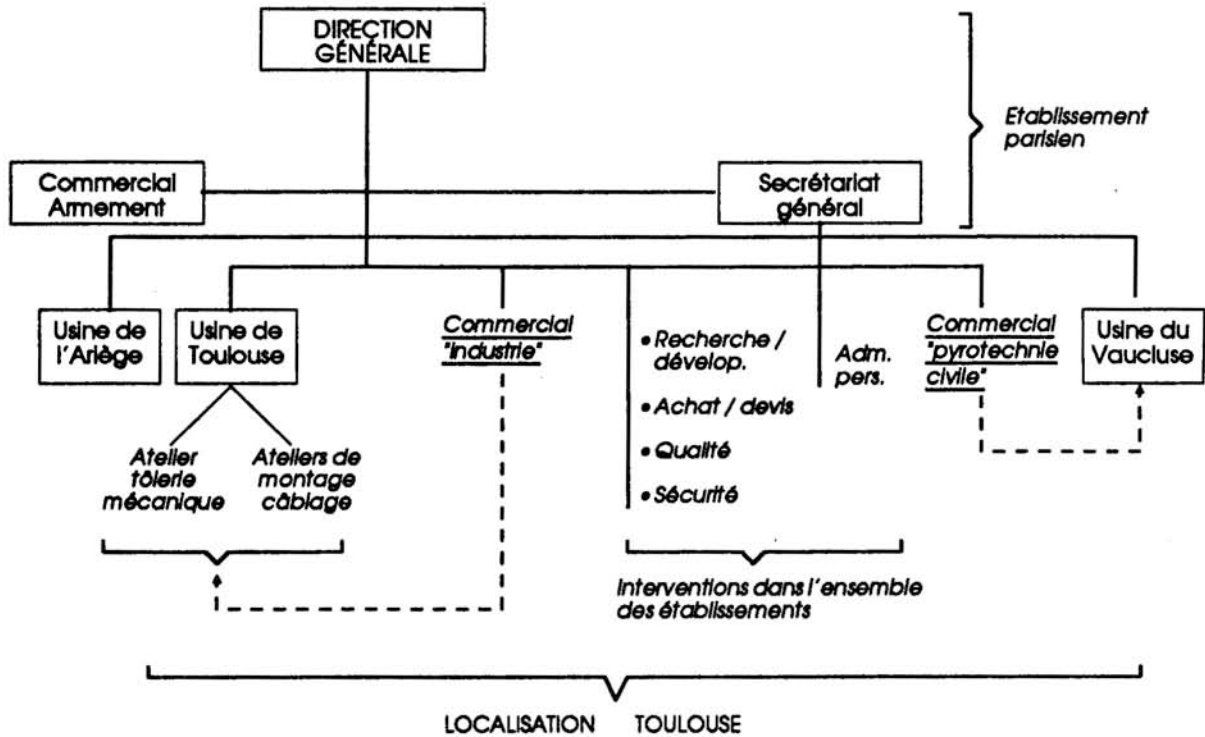 DIRECTION
GÉNÉRALE
Etablissement
parisien
Commercial
Armement
Secrétariat
général
Usine de
l'Ariège
Usine de
Toulouse
Commercial
"industrie"
• Recherche /
dévelop.
• Achat / devis
• Qualité
• Sécurité
Adm.
pers.
Commercial
"pyrotechnie
civile"
Usine du
Vaucluse
Atelier
tôlerie
mécanique
Ateliers de
montage
câblage
Interventions dans l'ensemble
des établissements
LOCALISATION TOULOUSE